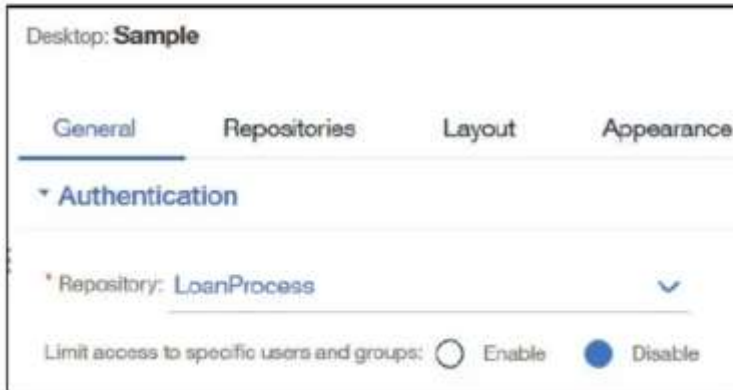 Desktop: Sample
General Repositories Layout Appearance
Authentication
* Repository: LoanProcess
Limit access to specific users and groups: Enable Disable